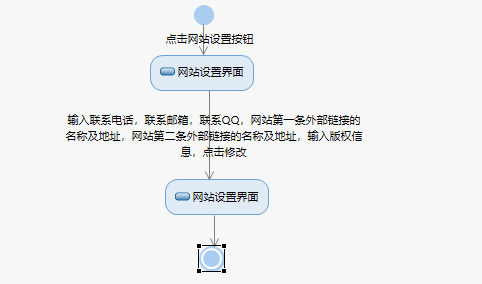 点击网站设置按钮
网站设置界面
输入联系电话，联系邮箱，联系QQ，网站第一条外部链接的
名称及地址，网站第二条外部链接的名称及地址，输入版权信
息，点击修改
网站设置界面